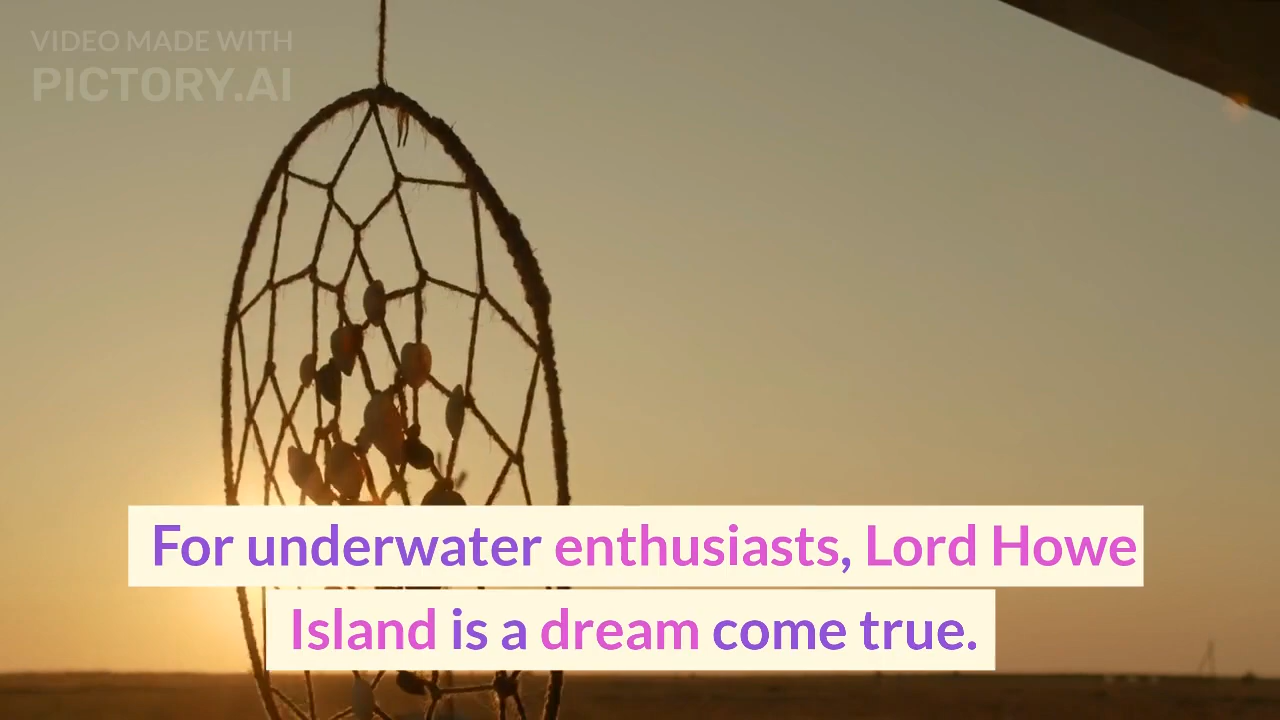 VIDEO MADE WITH
PICTORY.AI
For underwater enthusiasts, Lord Howe
Island is a dream come true.